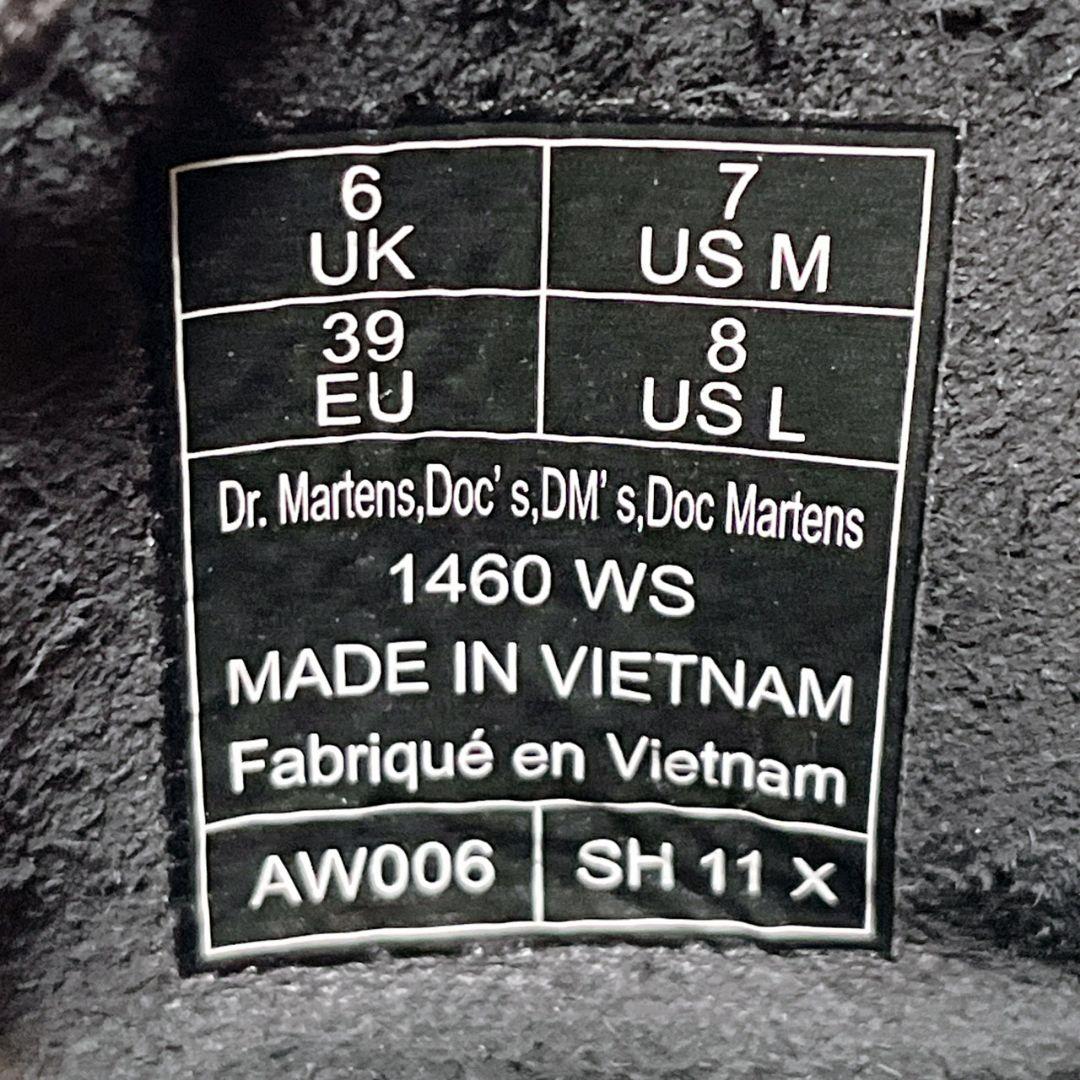 6
UK
7
US M
39
EU
8
US L
Dr. Martens,Doc's,DM's,Doc Martens
1460 WS
MADE IN VIETNAM
Fabriqué en Vietnam
AW006
SH 11 X